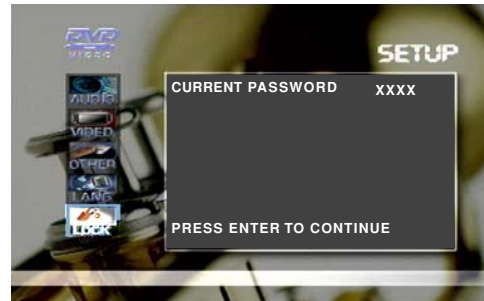 DVD
VIDEO
SETUP
AUDIO
VIDEO
OTHER
LANG
LOCK
CURRENT PASSWORD XXXX
PRESS ENTER TO CONTINUE